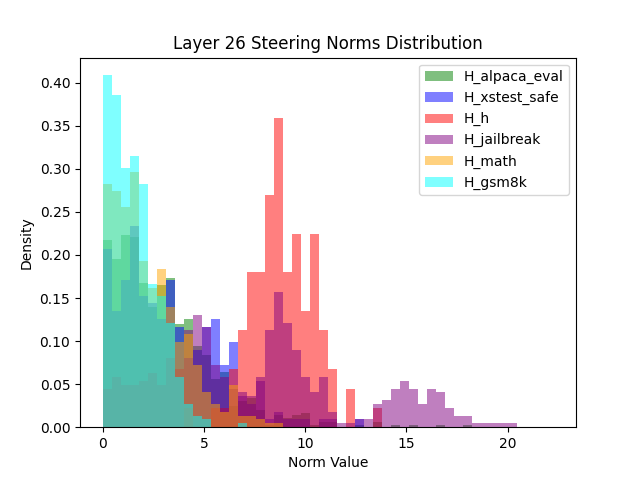 Layer 26 Steering Norms Distribution
H_alpaca_eval
H_xstest_safe
H_h
H_jailbreak
H_math
H_gsm8k
Density
0.40
0.35
0.30
0.25
0.20
0.15
0.10
0.05
0.00
0 5 10 15 20
Norm Value